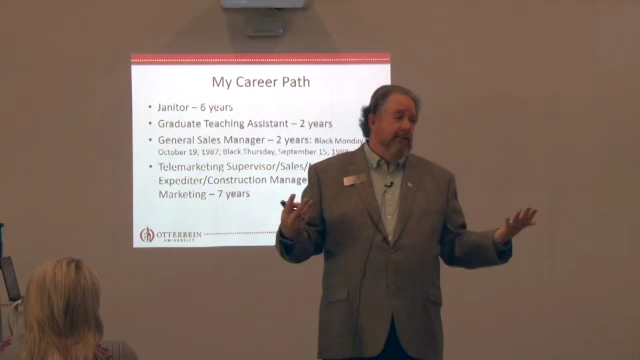 My Career Path
• Janitor – 6 years
• Graduate Teaching Assistant – 2 years
• General Sales Manager – 2 years: Black Monday
October 19, 1987; Black Thursday, September 15,
• Telemarketing Supervisor/Sales/
Expediter/Construction Manage
Marketing – 7 years
OTTERBEIN
UNIVERSITY